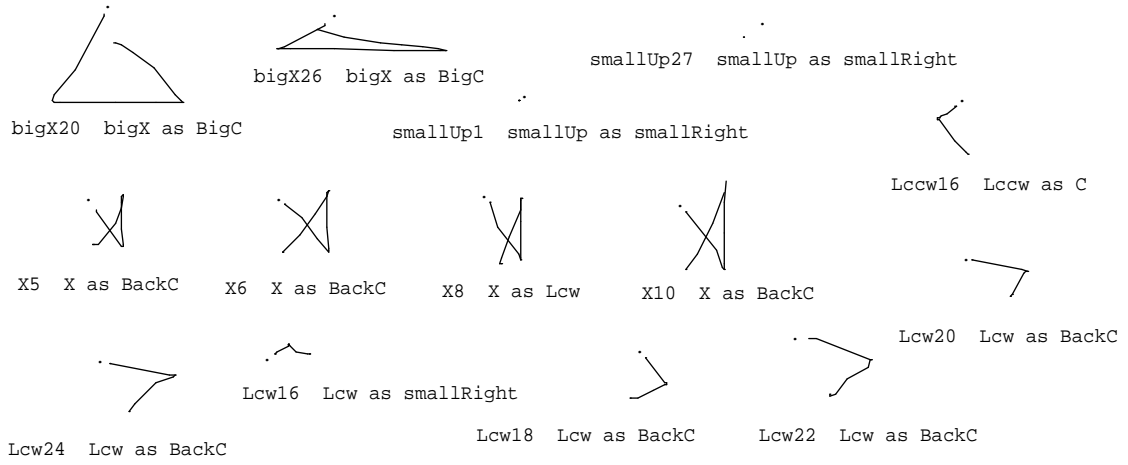 smallUp27  smallUp as smallRight
bigX26  bigX as BigC
bigX20  bigX as BigC
smallUp1  smallUp as smallRight
Lccw16  Lccw as C
X5  X as BackC
X6  X as BackC
X8  X as Lcw
X10  X as BackC
Lcw20  Lcw as BackC
Lcw16  Lcw as smallRight
Lcw24  Lcw as BackC
Lcw18  Lcw as BackC
Lcw22  Lcw as BackC